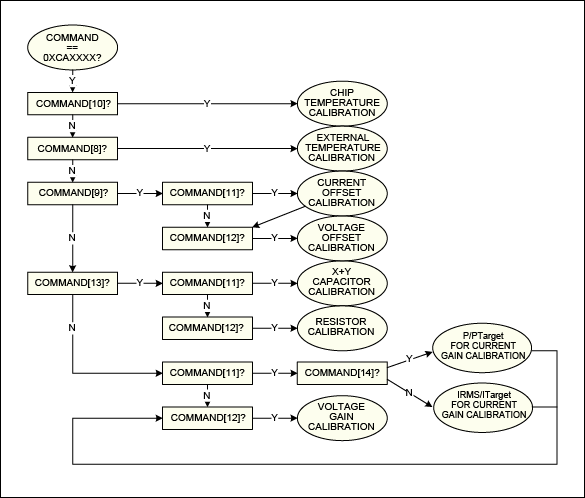 COMMAND
==
0XCAXXXX?
Y
COMMAND[10]?
Y
CHIP
TEMPERATURE
CALIBRATION
N
COMMAND[8]?
Y
EXTERNAL
TEMPERATURE
CALIBRATION
N
COMMAND[9]?
Y
COMMAND[11]?
Y
CURRENT
OFFSET
CALIBRATION
N
COMMAND[12]?
Y
VOLTAGE
OFFSET
CALIBRATION
N
COMMAND[13]?
Y
COMMAND[11]?
Y
X+Y
CAPACITOR
CALIBRATION
N
COMMAND[12]?
Y
RESISTOR
CALIBRATION
N
COMMAND[11]?
Y
COMMAND[14]?
Y
P/PTarget
FOR CURRENT
GAIN CALIBRATION
N
IRMS/ITarget
FOR CURRENT
GAIN CALIBRATION
N
COMMAND[12]?
Y
VOLTAGE
GAIN
CALIBRATION